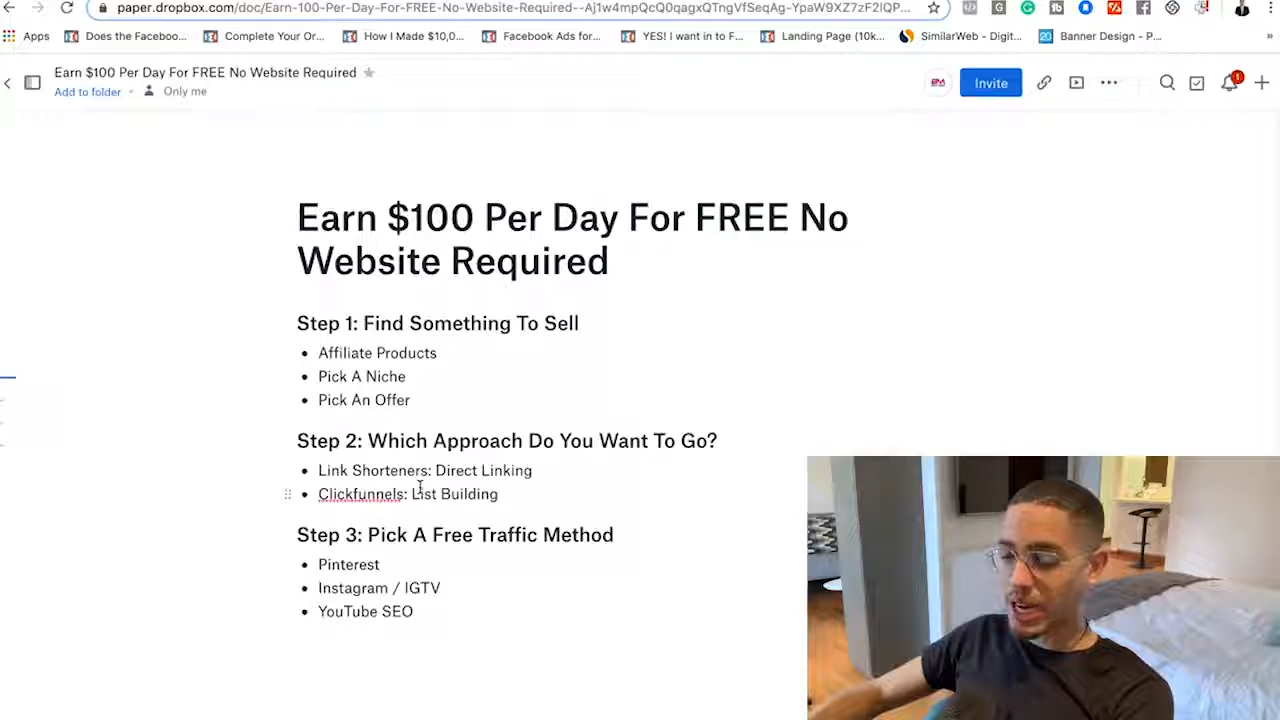 paper.dropbox.com/doc/Earn-100-Per-Day-For-FREE-No-Website-Required--Aj1w4mpQcQ0qagxQTngVfSeqAg-YpaW9XZ7zF2IQP...
Apps Does the Faceboo... Complete Your Or... How I Made $10,0... Facebook Ads for... YES! I want in to F... Landing Page (10k... SimilarWeb - Digit... Banner Design - P... »
Earn $100 Per Day For FREE No Website Required
Add to folder Only me
Invite
Earn $100 Per Day For FREE No
Website Required
Step 1: Find Something To Sell
• Affiliate Products
• Pick A Niche
• Pick An Offer
Step 2: Which Approach Do You Want To Go?
• Link Shorteners: Direct Linking
• Clickfunnels: List Building
Step 3: Pick A Free Traffic Method
• Pinterest
• Instagram / IGTV
• YouTube SEO